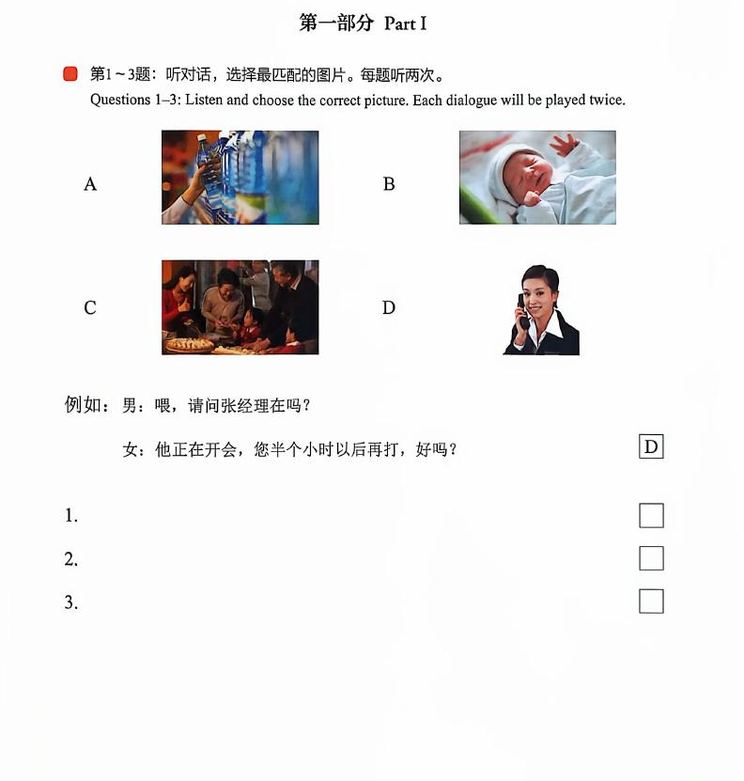 第一部分 Part I
第1~3题：听对话，选择最匹配的图片。每题听两次。
Questions 1–3: Listen and choose the correct picture. Each dialogue will be played twice.
A
B
C
D
例如：男：喂，请问张经理在吗？
女：他正在开会，您半个小时以后再打，好吗？ D
1.
2.
3.